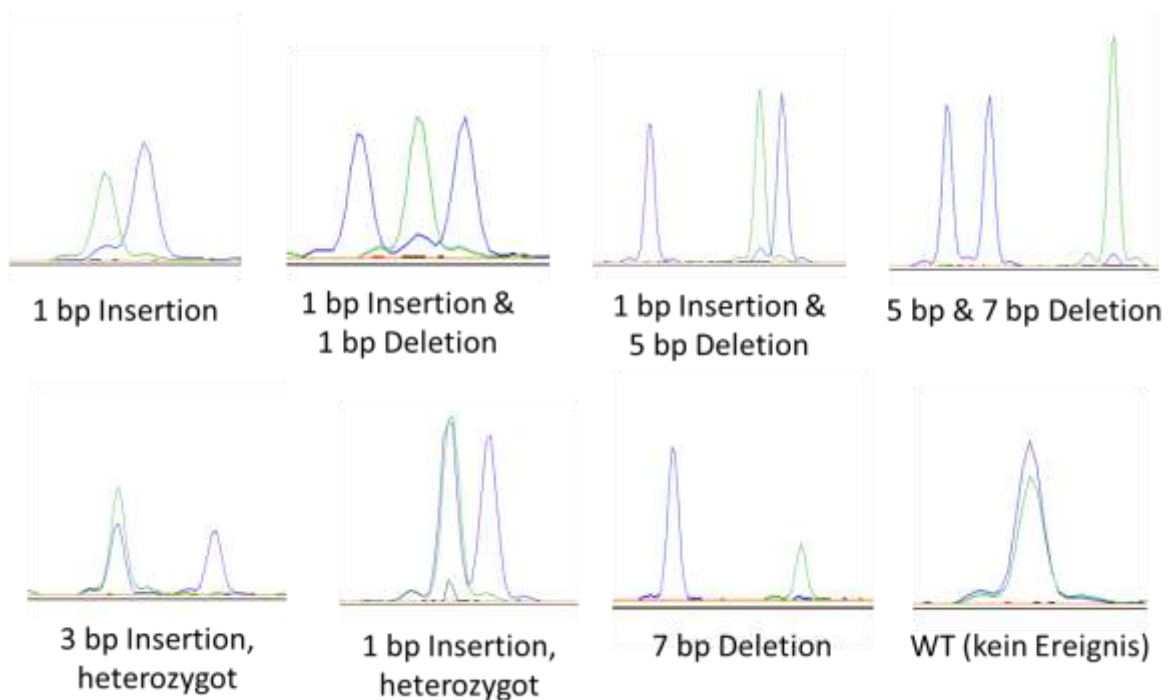 1 bp Insertion
1 bp Insertion &
1 bp Deletion
1 bp Insertion &
5 bp Deletion
5 bp & 7 bp Deletion
3 bp Insertion,
heterozygot
1 bp Insertion,
heterozygot
7 bp Deletion
WT (kein Ereignis)